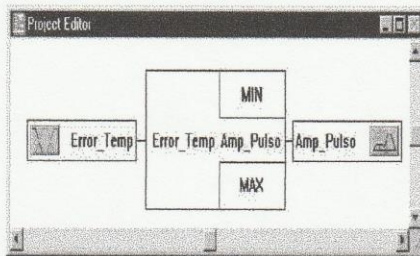 Project Editor
MIN
Error_Temp Error_Temp Amp_Pulso Amp_Pulso
MAX